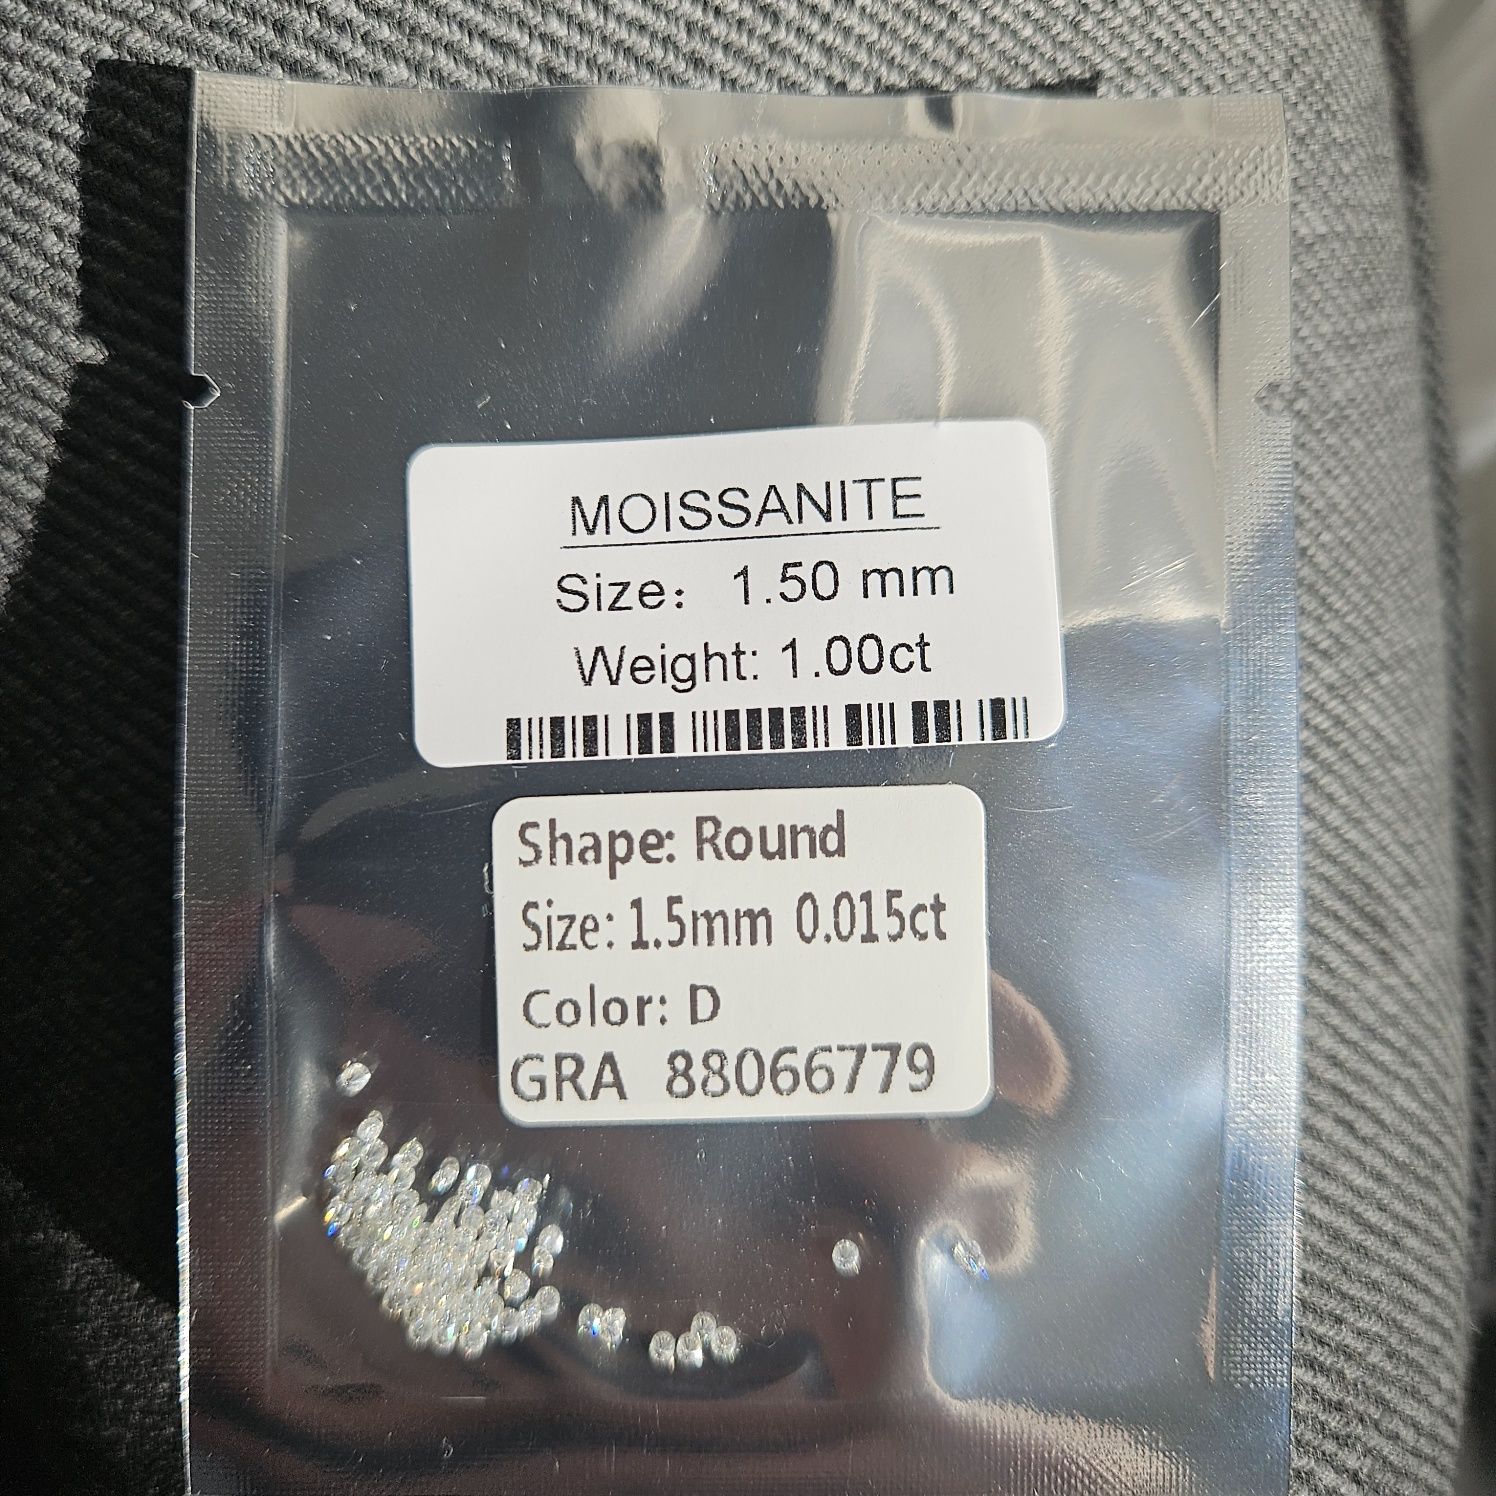 MOISSANITE
Size: 1.50 mm
Weight: 1.00ct
Shape: Round
Size: 1.5mm 0.015ct
Color: D
GRA 88066779